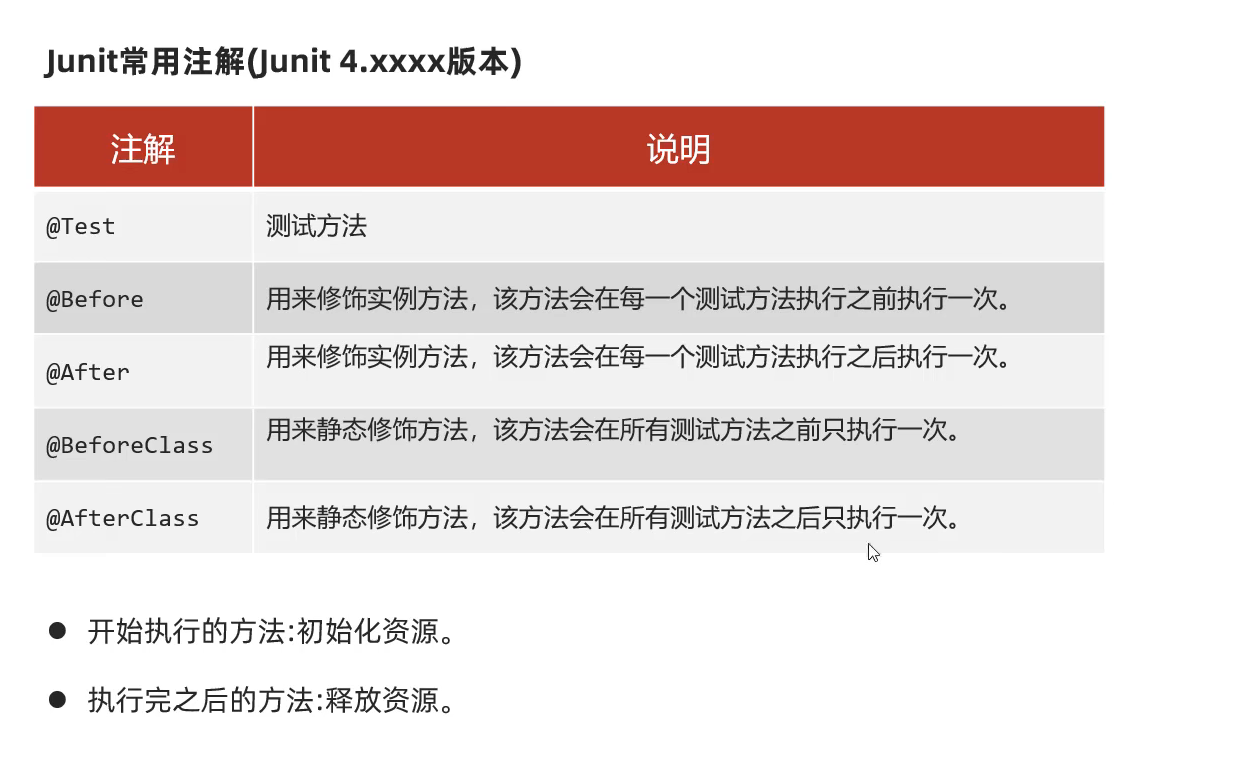 Junit常用注解(Junit 4.xxxx版本)
注解 说明
@Test 测试方法
@Before 用来修饰实例方法，该方法会在每一个测试方法执行之前执行一次。
@After 用来修饰实例方法，该方法会在每一个测试方法执行之后执行一次。
@BeforeClass 用来静态修饰方法，该方法会在所有测试方法之前只执行一次。
@AfterClass 用来静态修饰方法，该方法会在所有测试方法之后只执行一次。
● 开始执行的方法:初始化资源。
● 执行完之后的方法:释放资源。